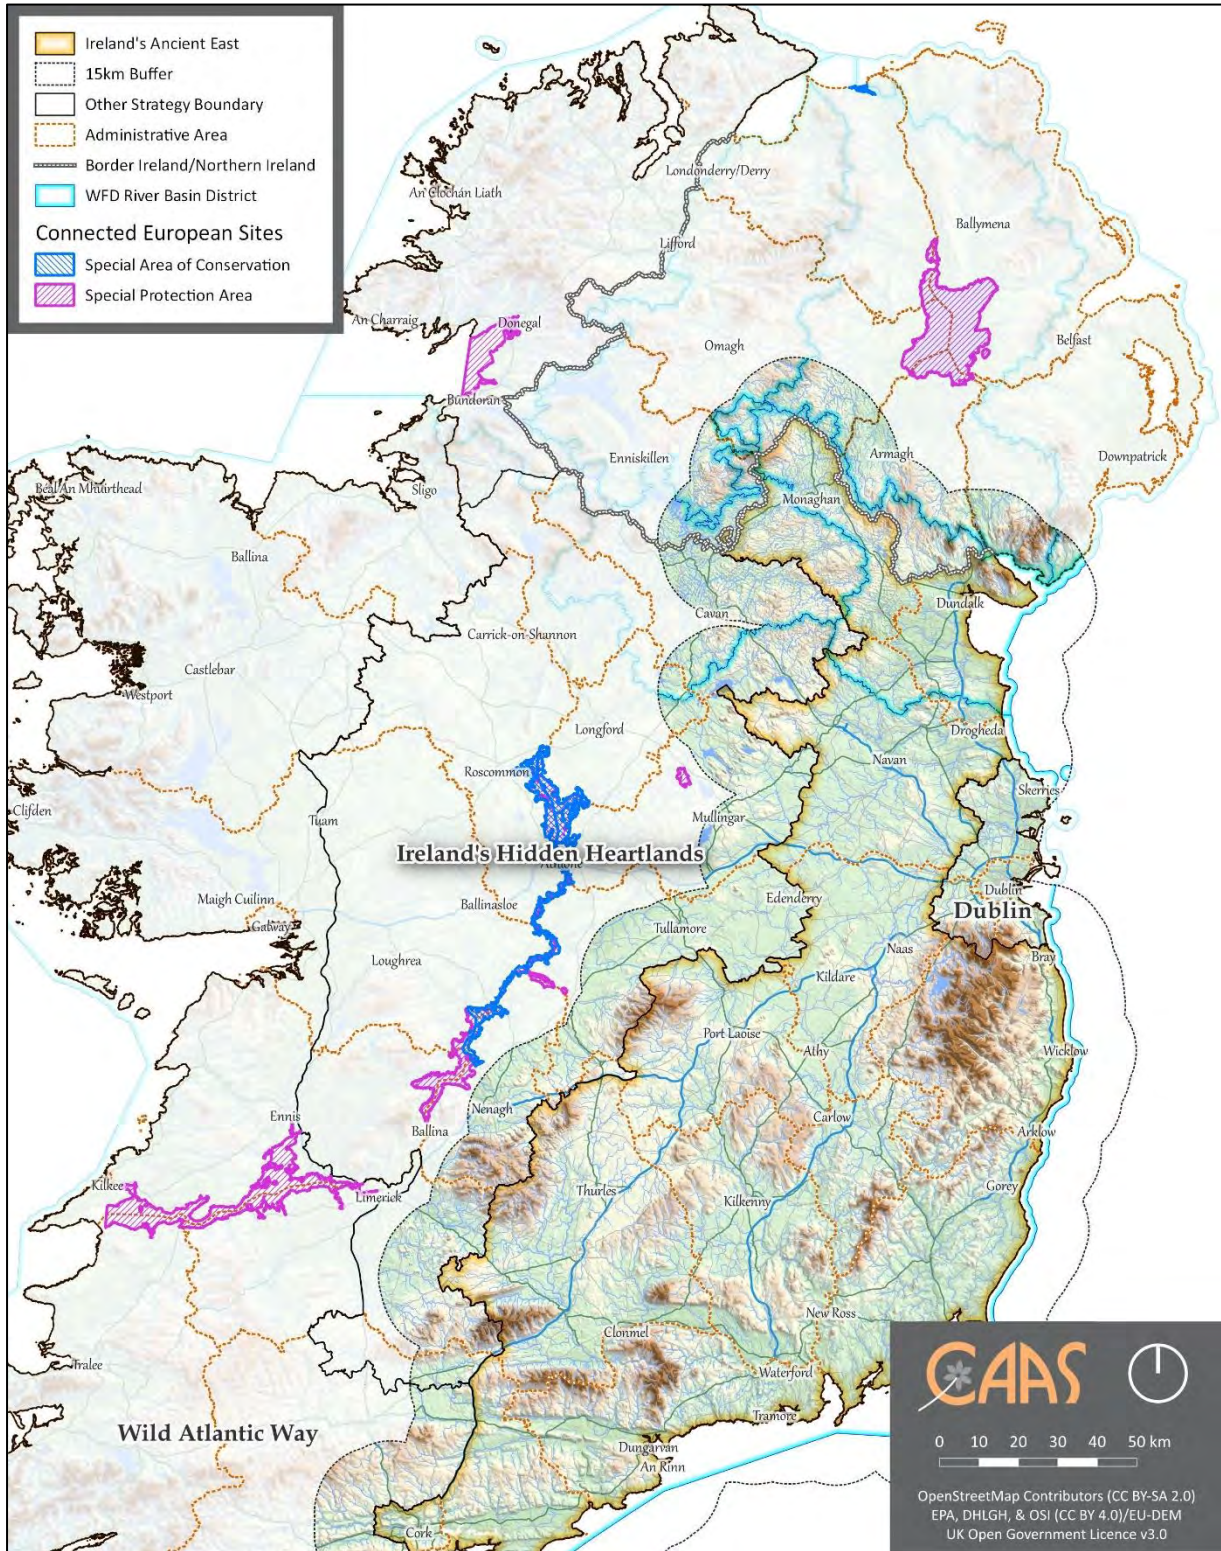 Ireland's Ancient East
15km Buffer
Other Strategy Boundary
Administrative Area
Border Ireland/Northern Ireland
WFD River Basin District
Connected European Sites
Special Area of Conservation
Special Protection Area
Londonderry/Derry
An Clochán Liath
Ballymena
Lifford
An Charraig
Donegal
Omagh
Belfast
Bundoran
Enniskillen
Armagh
Downpatrick
Beal An Mhuirthead
Sligo
Monaghan
Ballina
Cavan
Dundalk
Carrick-on-Shannon
Castlebar
Westport
Longford
Drogheda
Navan
Roscommon
Skerries
Clifden
Tuam
Mullingar
Ireland's Hidden Heartlands
Athlone
Maigh Cuilinn
Ballinasloe
Edenderry
Dublin
Dublin
Galway
Tullamore
Naas
Loughrea
Kildare
Bray
Port Laoise
Athy
Wicklow
Nenagh
Carlow
Ennis
Ballina
Arklow
Kilkee
Limerick
Thurles
Kilkenny
Gorey
New Ross
Clonmel
Tralee
Waterford
Tramore
Wild Atlantic Way
Dungarvan
An Rinn
Cork
CAAS
0 10 20 30 40 50 km
OpenStreetMap Contributors (CC BY-SA 2.0)
EPA, DHLGH, & OSI (CC BY 4.0)/EU-DEM
UK Open Government Licence v3.0